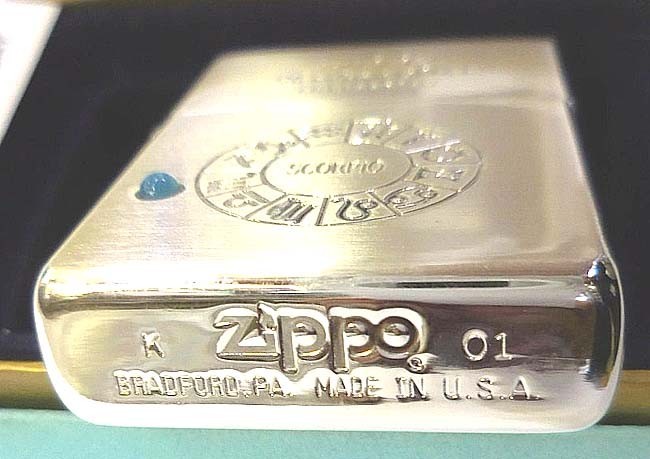 SCORPIO
K Zippo® 01
BRADFORD, PA. MADE IN U.S.A.